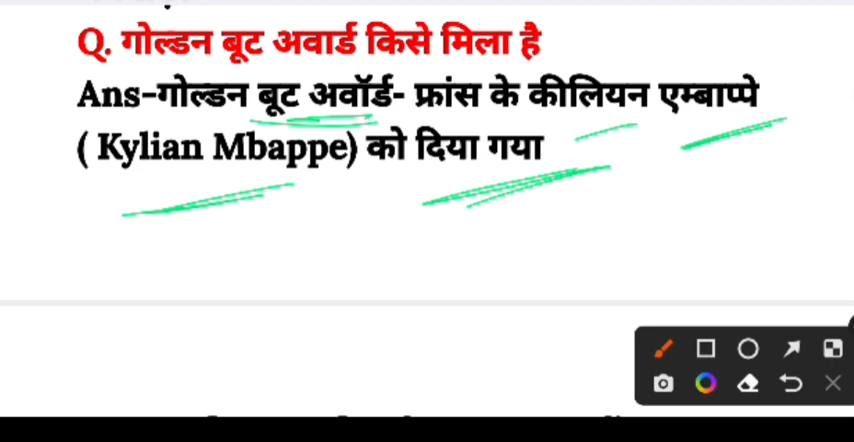 Q. गोल्डन बूट अवार्ड किसे मिला है
Ans-गोल्डन बूट अवॉर्ड- फ्रांस के कीलियन एम्बाप्पे
( Kylian Mbappe) को दिया गया